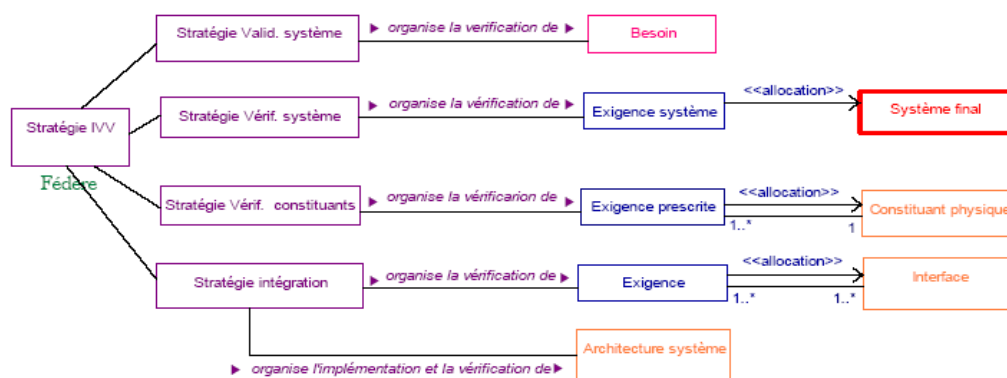 Stratégie Valid. système
organise la verification de
Besoin
Stratégie IVV
Fédère
Stratégie Vérif. système
organise la vérification de
Exigence système
<<allocation>>
Système final
Stratégie Vérif. constituants
organise la vérificarion de
Exigence prescrite
<<allocation>>
1..*
1
Constituant physique
Stratégie intégration
organise la vérification de
Exigence
<<allocation>>
1..*
1..*
Interface
Architecture système
organise l'implémentation et la vérification de